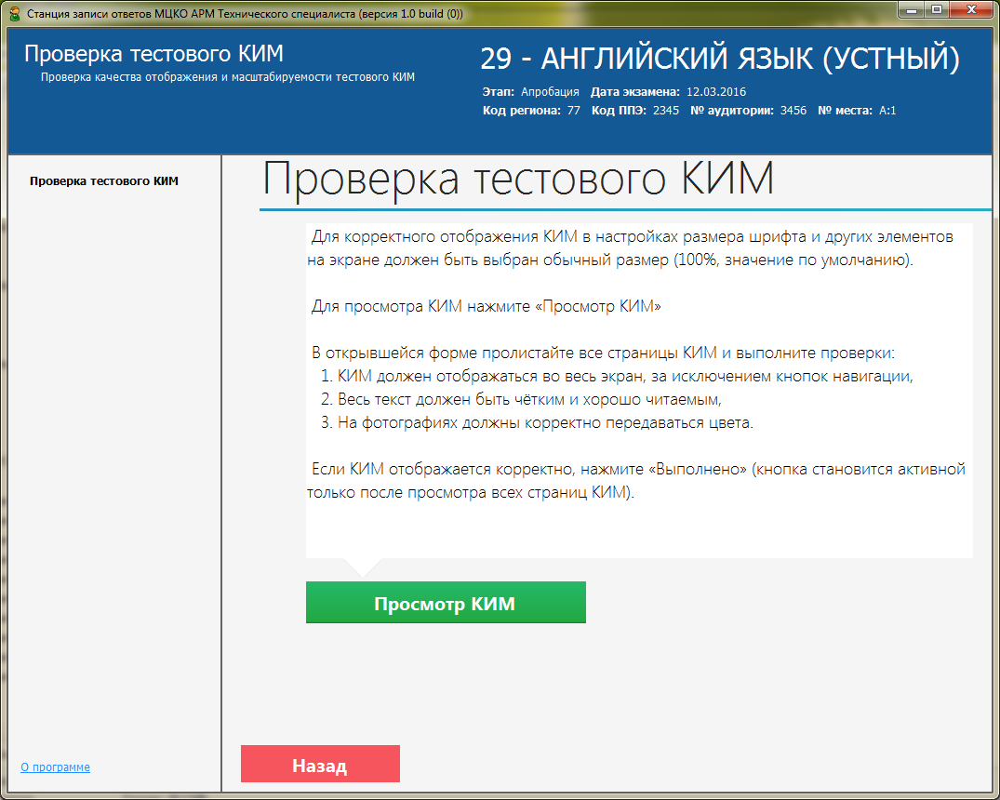 Станция записи ответов МЦКО АРМ Технического специалиста (версия 1.0 build (0))
Проверка тестового КИМ
Проверка качества отображения и масштабируемости тестового КИМ
29 - АНГЛИЙСКИЙ ЯЗЫК (УСТНЫЙ)
Этап: Апробация Дата экзамена: 12.03.2016
Код региона: 77 Код ППЭ: 2345 № аудитории: 3456 № места: А:1
Проверка тестового КИМ
Проверка тестового КИМ
Для корректного отображения КИМ в настройках размера шрифта и других элементов
на экране должен быть выбран обычный размер (100%, значение по умолчанию).
Для просмотра КИМ нажмите «Просмотр КИМ»
В открывшейся форме пролистайте все страницы КИМ и выполните проверки:
1. КИМ должен отображаться во весь экран, за исключением кнопок навигации,
2. Весь текст должен быть чётким и хорошо читаемым,
3. На фотографиях должны корректно передаваться цвета.
Если КИМ отображается корректно, нажмите «Выполнено» (кнопка становится активной
только после просмотра всех страниц КИМ).
Просмотр КИМ
Назад
О программе